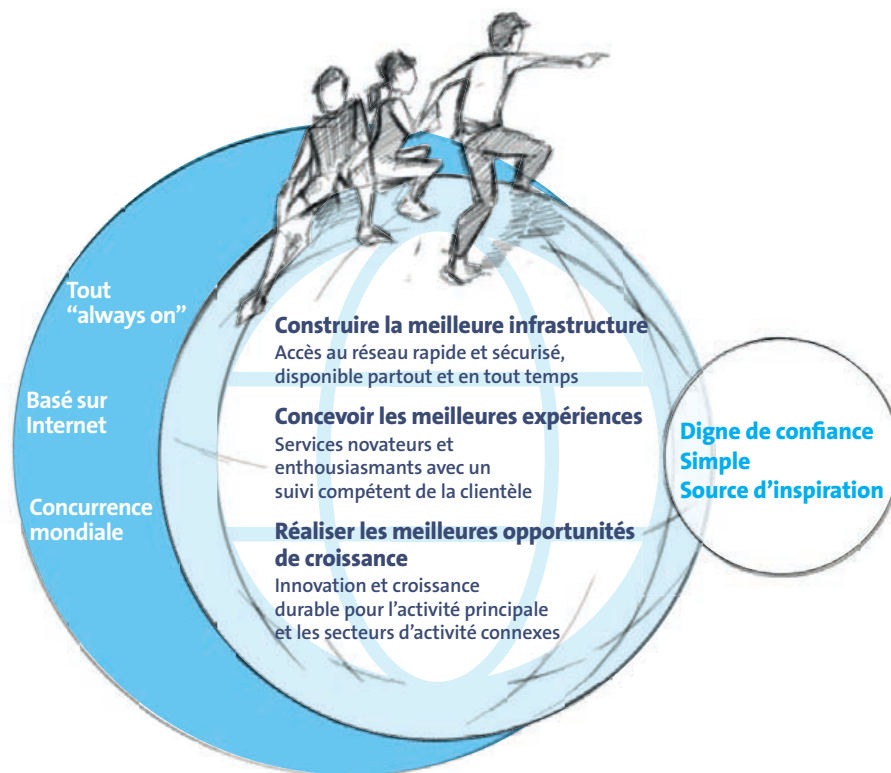 Tout
“always on”
Basé sur
Internet
Concurrence
mondiale
Construire la meilleure infrastructure
Accès au réseau rapide et sécurisé,
disponible partout et en tout temps
Concevoir les meilleures expériences
Services novateurs et
enthousiasmants avec un
suivi compétent de la clientèle
Réaliser les meilleures opportunités
de croissance
Innovation et croissance
durable pour l’activité principale
et les secteurs d’activité connexes
Digne de confiance
Simple
Source d’inspiration